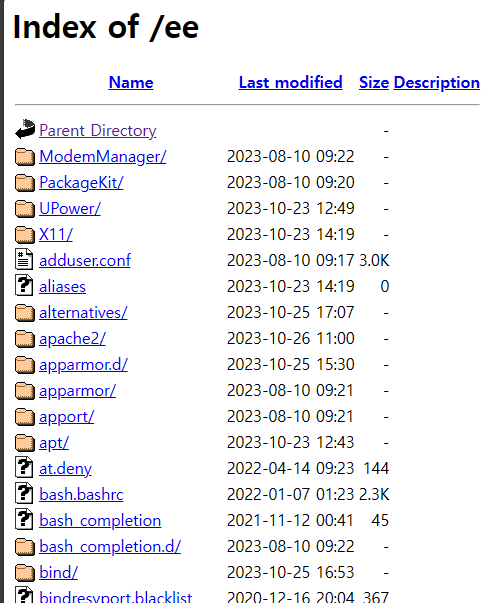 Index of /ee
Name Last modified Size Description
Parent Directory -
ModemManager/ 2023-08-10 09:22 -
PackageKit/ 2023-08-10 09:20 -
UPower/ 2023-10-23 12:49 -
X11/ 2023-10-23 14:19 -
adduser.conf 2023-08-10 09:17 3.0K
aliases 2023-10-23 14:19 0
alternatives/ 2023-10-25 17:07 -
apache2/ 2023-10-26 11:00 -
apparmor.d/ 2023-10-25 15:30 -
apparmor/ 2023-08-10 09:21 -
apport/ 2023-08-10 09:21 -
apt/ 2023-10-23 12:43 -
at.deny 2022-04-14 09:23 144
bash.bashrc 2022-01-07 01:23 2.3K
bash_completion 2021-11-12 00:41 45
bash_completion.d/ 2023-08-10 09:22 -
bind/ 2023-10-25 16:53 -
bindresvport.blacklist 2020-12-16 20:04 367